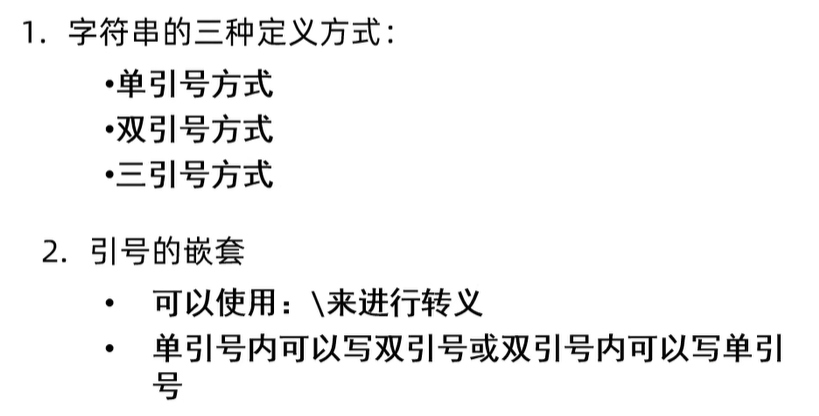 1. 字符串的三种定义方式：
•单引号方式
•双引号方式
•三引号方式
2. 引号的嵌套
• 可以使用：\来进行转义
• 单引号内可以写双引号或双引号内可以写单引
号